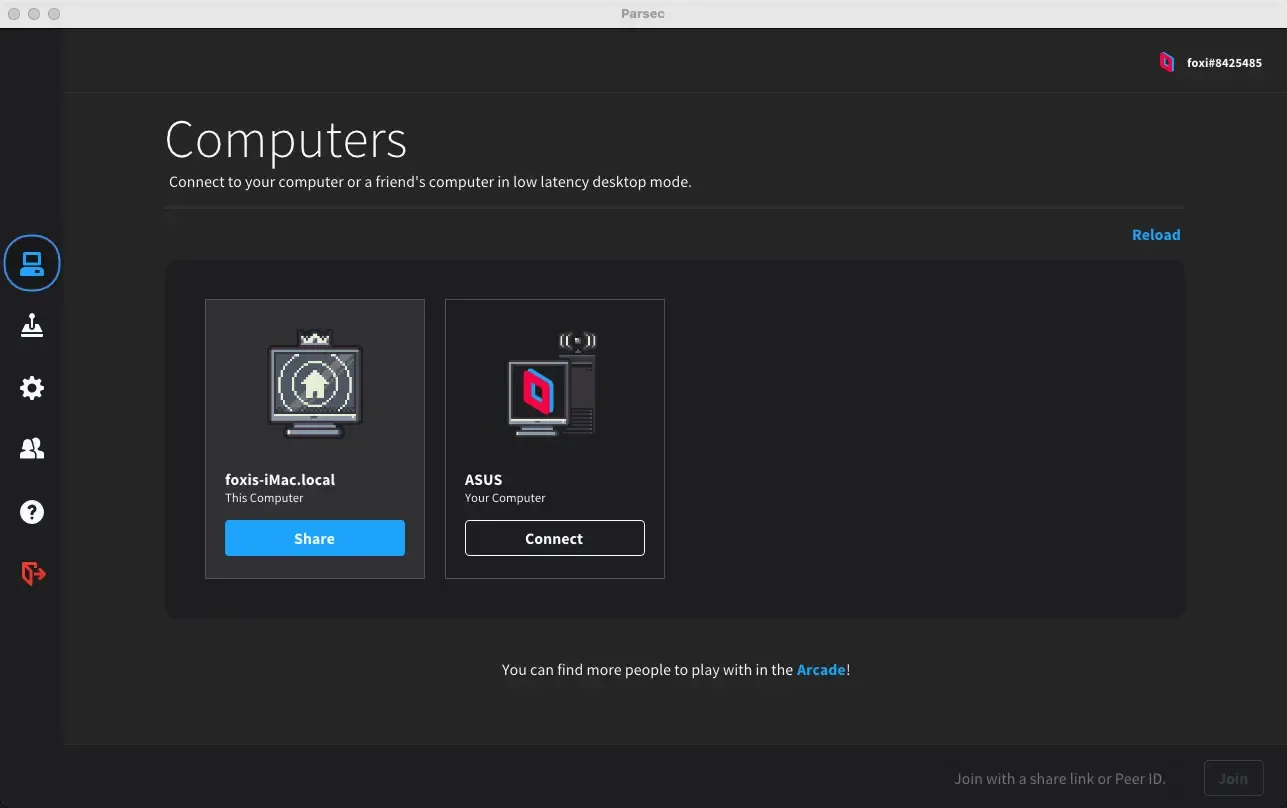 Parsec
foxi#8425485
Computers
Connect to your computer or a friend's computer in low latency desktop mode.
Reload
foxis-iMac.local
This Computer
Share
ASUS
Your Computer
Connect
You can find more people to play with in the Arcade!
Join with a share link or Peer ID.
Join